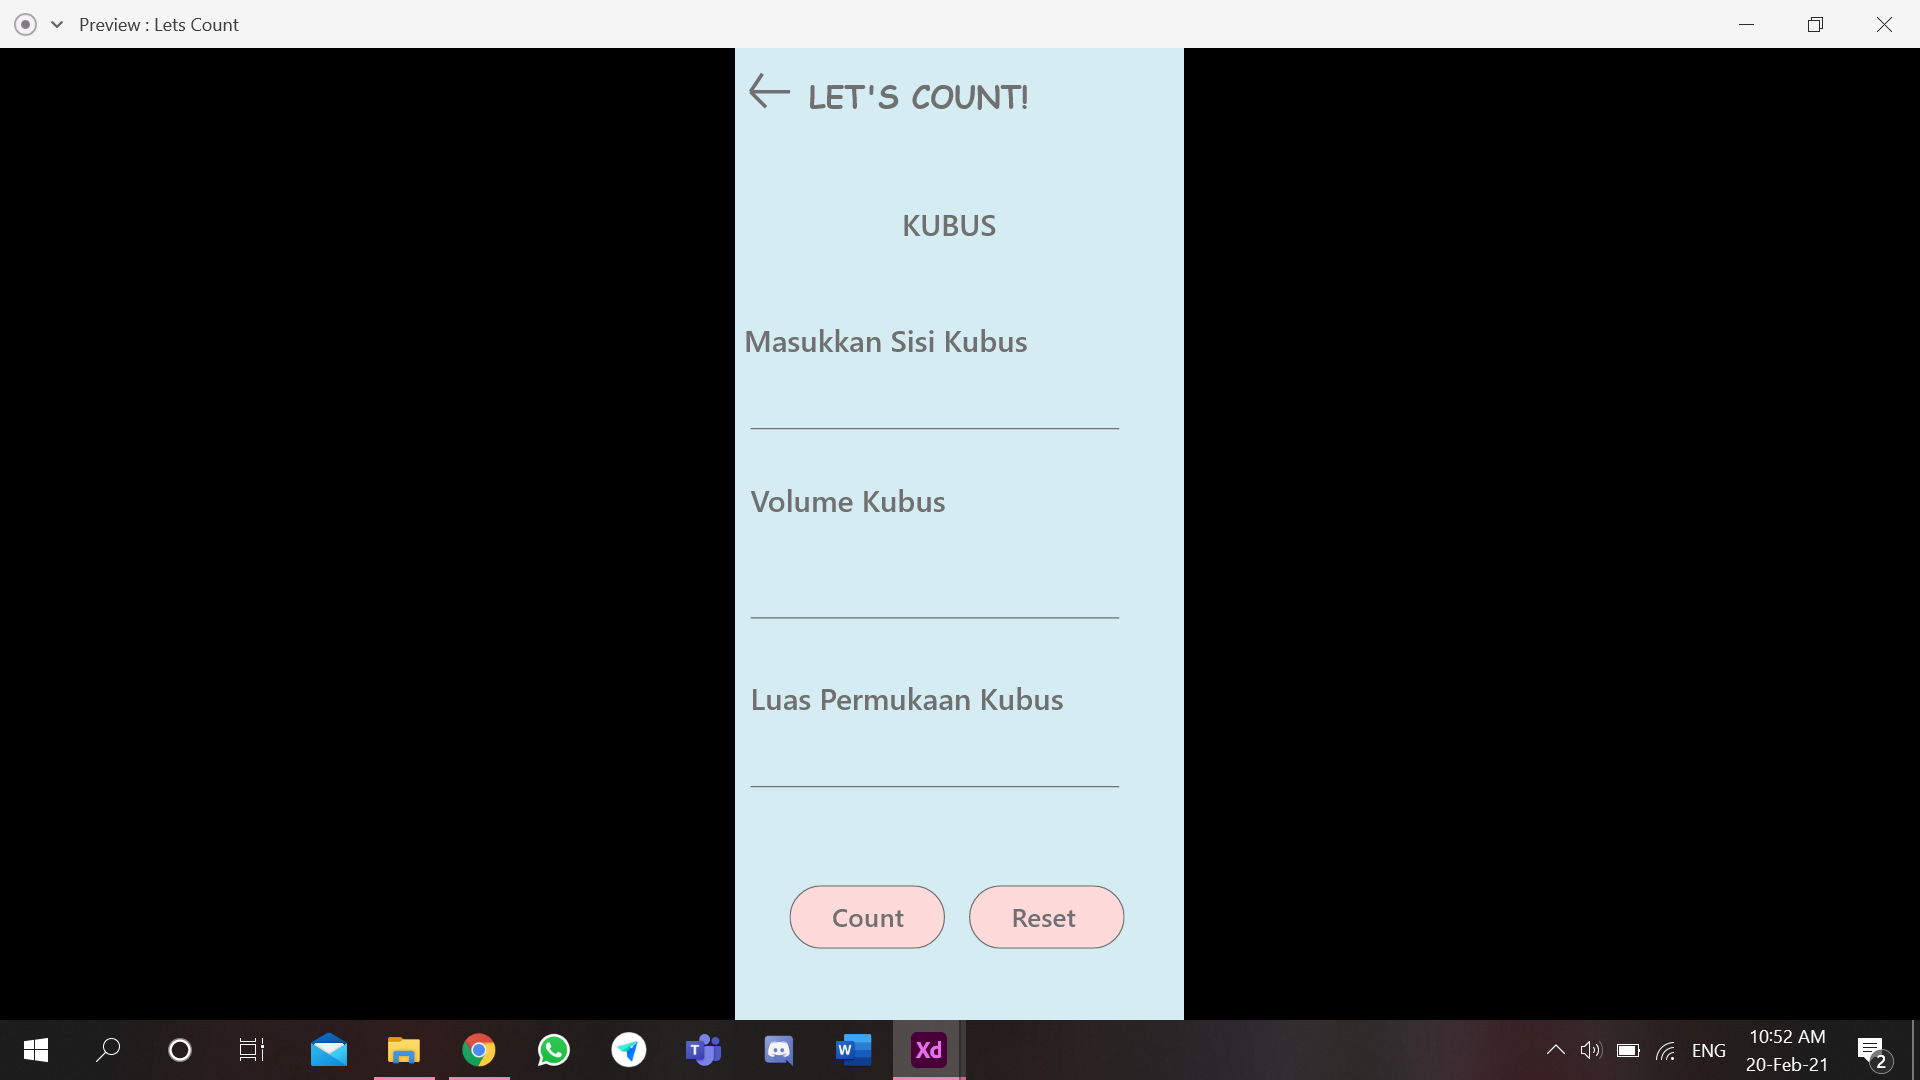 Preview : Lets Count
LET'S COUNT!
KUBUS
Masukkan Sisi Kubus
Volume Kubus
Luas Permukaan Kubus
Count Reset
T W Xd ENG 10:52 AM
20-Feb-21 2